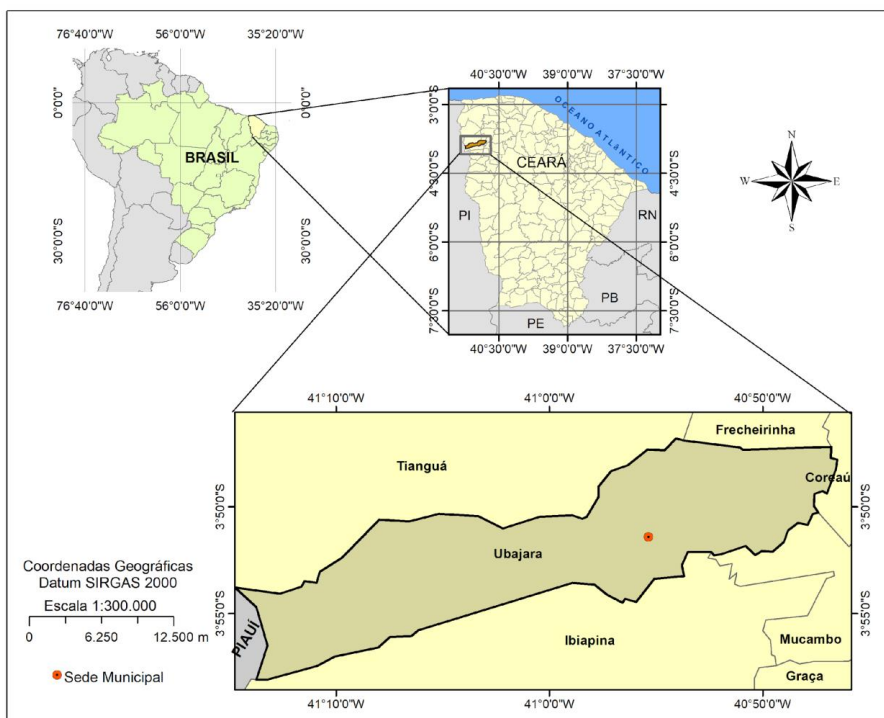 76°40'0"W 56°0'0"W 35°20'0"W
0°0'0" 0°0'0"
BRASIL
30°0'0"S 30°0'0"S
76°40'0"W 56°0'0"W 35°20'0"W
40°30'0"W 39°0'0"W 37°30'0"W
3°0'0"S 3°0'0"S
OCEANO ATLÂNTICO
CEARÁ
4°30'0"S 4°30'0"S
PI RN
6°0'0"S 6°0'0"S
PB
7°30'0"S 7°30'0"S
PE
40°30'0"W 39°0'0"W 37°30'0"W
N
W E
S
41°10'0"W 41°0'0"W 40°50'0"W
Frecheirinha
Tianguá
Coreaú
3°50'0"S 3°50'0"S
Ubajara
3°55'0"S 3°55'0"S
PIAUÍ
Ibiapina
Mucambo
Graça
41°10'0"W 41°0'0"W 40°50'0"W
Coordenadas Geográficas
Datum SIRGAS 2000
Escala 1:300.000
0 6.250 12.500 m
Sede Municipal